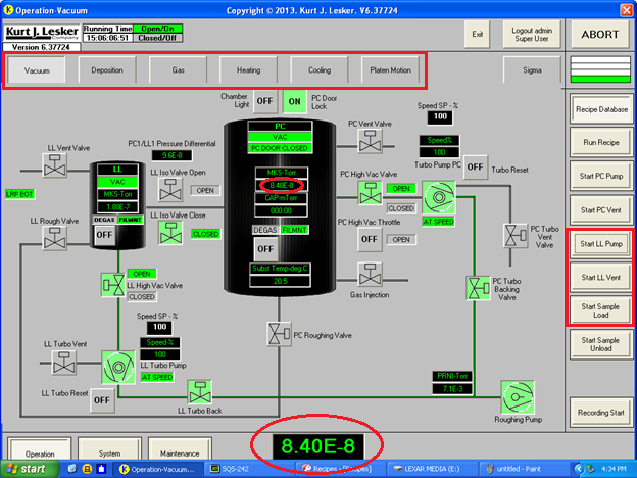 Operation-Vacuum
Copyright © 2013. Kurt J. Lesker. V6.37724
Kurt J. Lesker
Company
Version 6.37724
Running Time
15:06:06:51
Open/On
Closed/Off
Exit
Logout admin
Super User
ABORT
Vacuum
Deposition
Gas
Heating
Cooling
Platen Motion
Sigma
Chamber
Light
OFF
ON
PC Door
Lock
Speed SP - %
100
Speed%
100
Turbo Pump PC
OFF
Turbo Reset
Recipe Database
Run Recipe
Start PC Pump
Start PC Vent
Start LL Pump
Start LL Vent
Start Sample
Load
Start Sample
Unload
Recording Start
LL Vent Valve
PC1/LL1 Pressure Differential
9.6E-8
PC
VAC
PC DOOR CLOSED
PC Vent Valve
LL
VAC
MKS-Torr
1.80E-7
DEGAS
FILMNT
OFF
LRP BOT
LL Iso Valve Open
OPEN
MKS-Torr
8.40E-8
CAP-mTorr
000.00
PC High Vac Valve
OPEN
CLOSED
AT SPEED
LL Rough Valve
LL Iso Valve Close
CLOSED
DEGAS
FILMNT
OFF
PC High Vac Throttle
OPEN
PC Turbo
Vent
Valve
Subst Temp-deg C
20.5
Gas Injection
PC Turbo
Backing
Valve
OPEN
CLOSED
LL High Vac Valve
Speed SP - %
100
Speed-%
100
LL Turbo Pump
AT SPEED
LL Turbo Vent
LL Turbo Reset
OFF
LL Turbo Back.
PC Roughing Valve
PRNI-Torr
7.1E-3
Roughing Pump
8.40E-8
Operation
System
Maintenance
start
Operation-Vacuum...
SQS-242
Recipes - [Recipes]
LEXAR MEDIA (E:)
untitled - Paint
4:34 PM